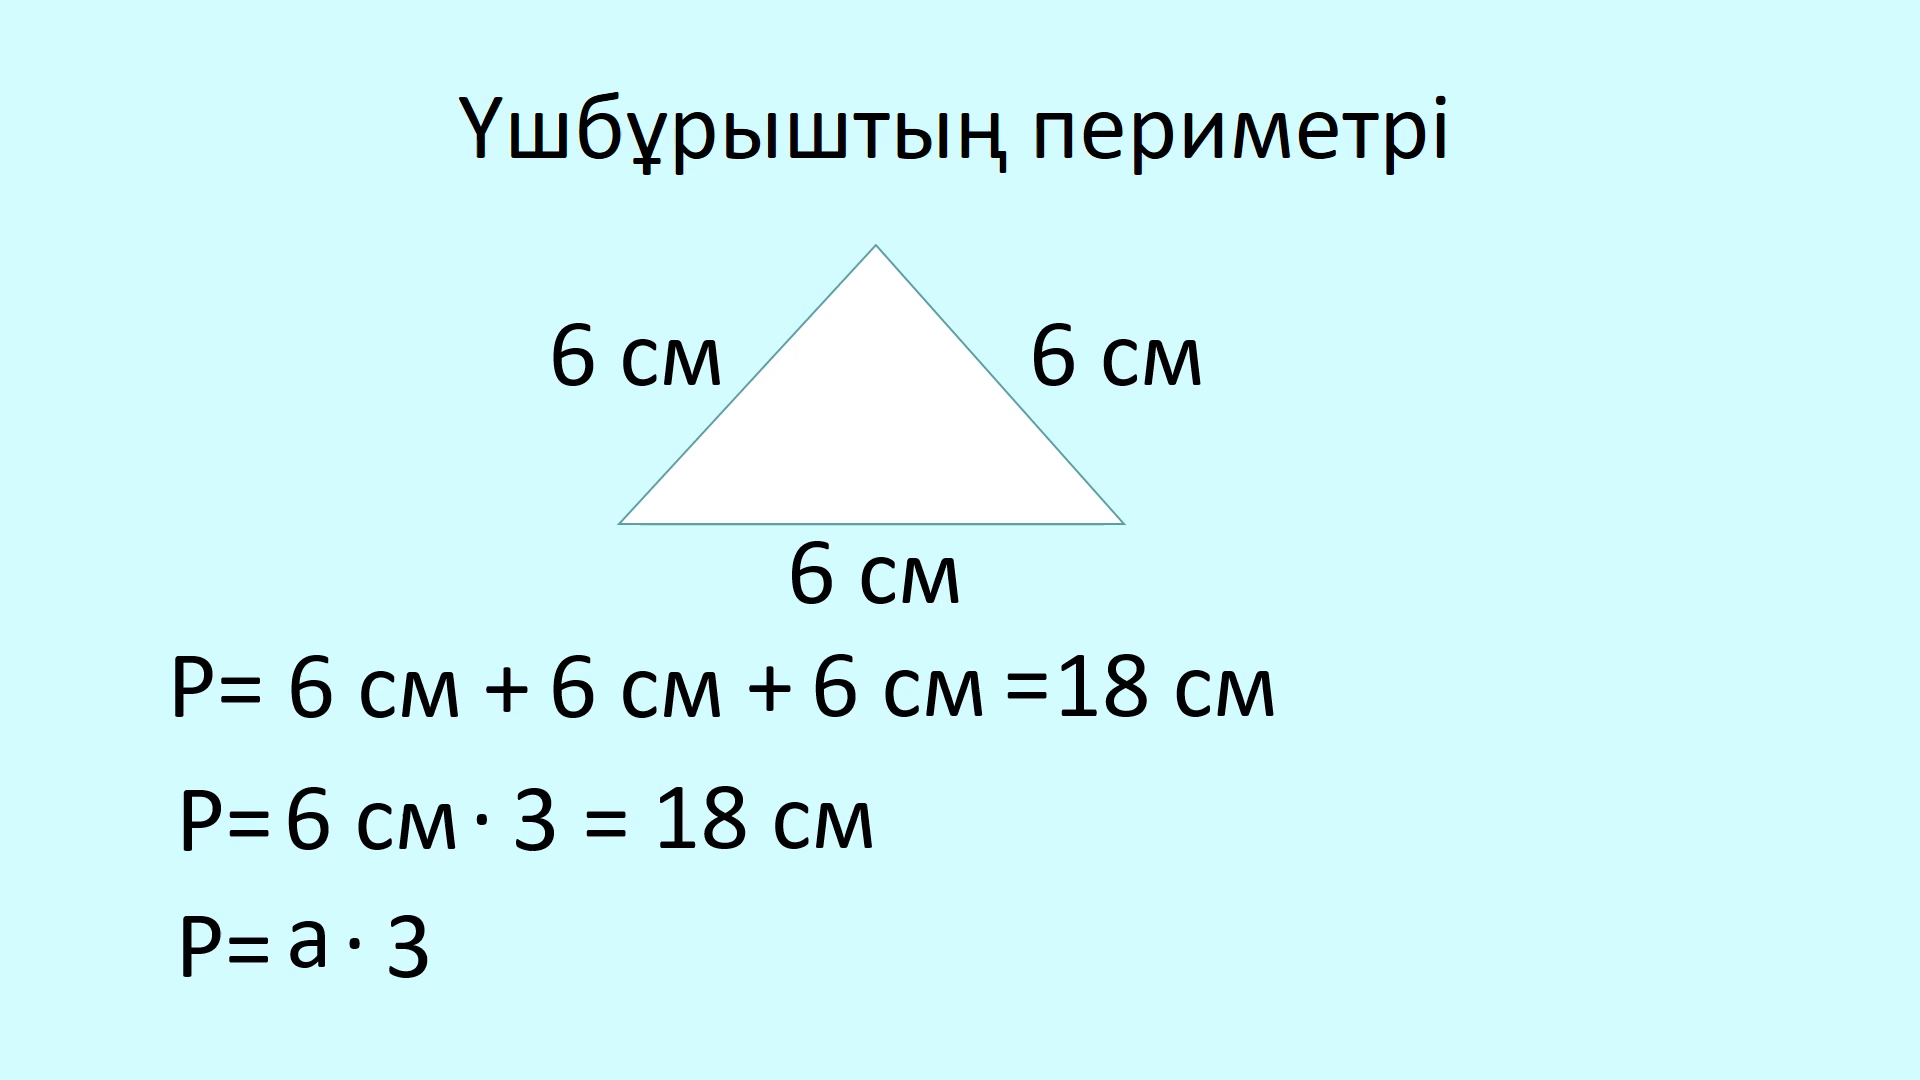 Үшбұрыштың периметрі
6 см 6 см
6 см
P= 6 см + 6 см + 6 см =18 см
P= 6 см · 3 = 18 см
P= а · 3